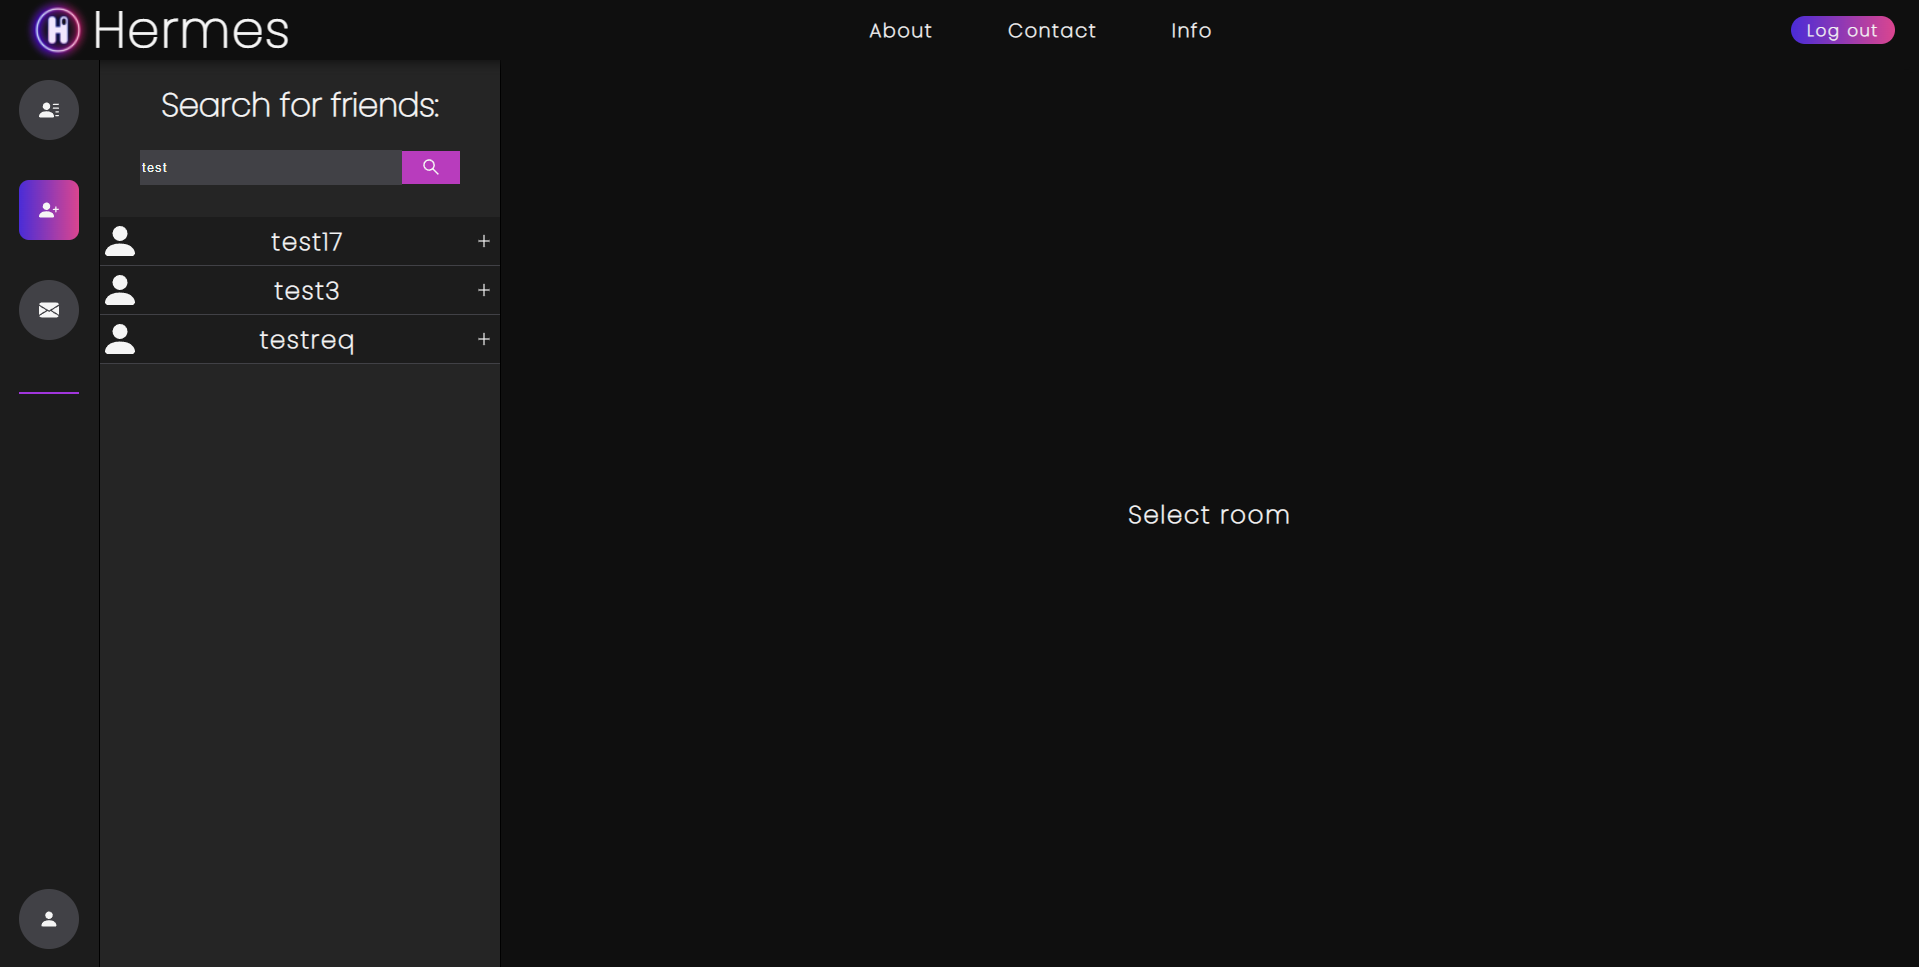 H Hermes
About
Contact
Info
Log out
Search for friends:
test
test17
test3
testreq
Select room